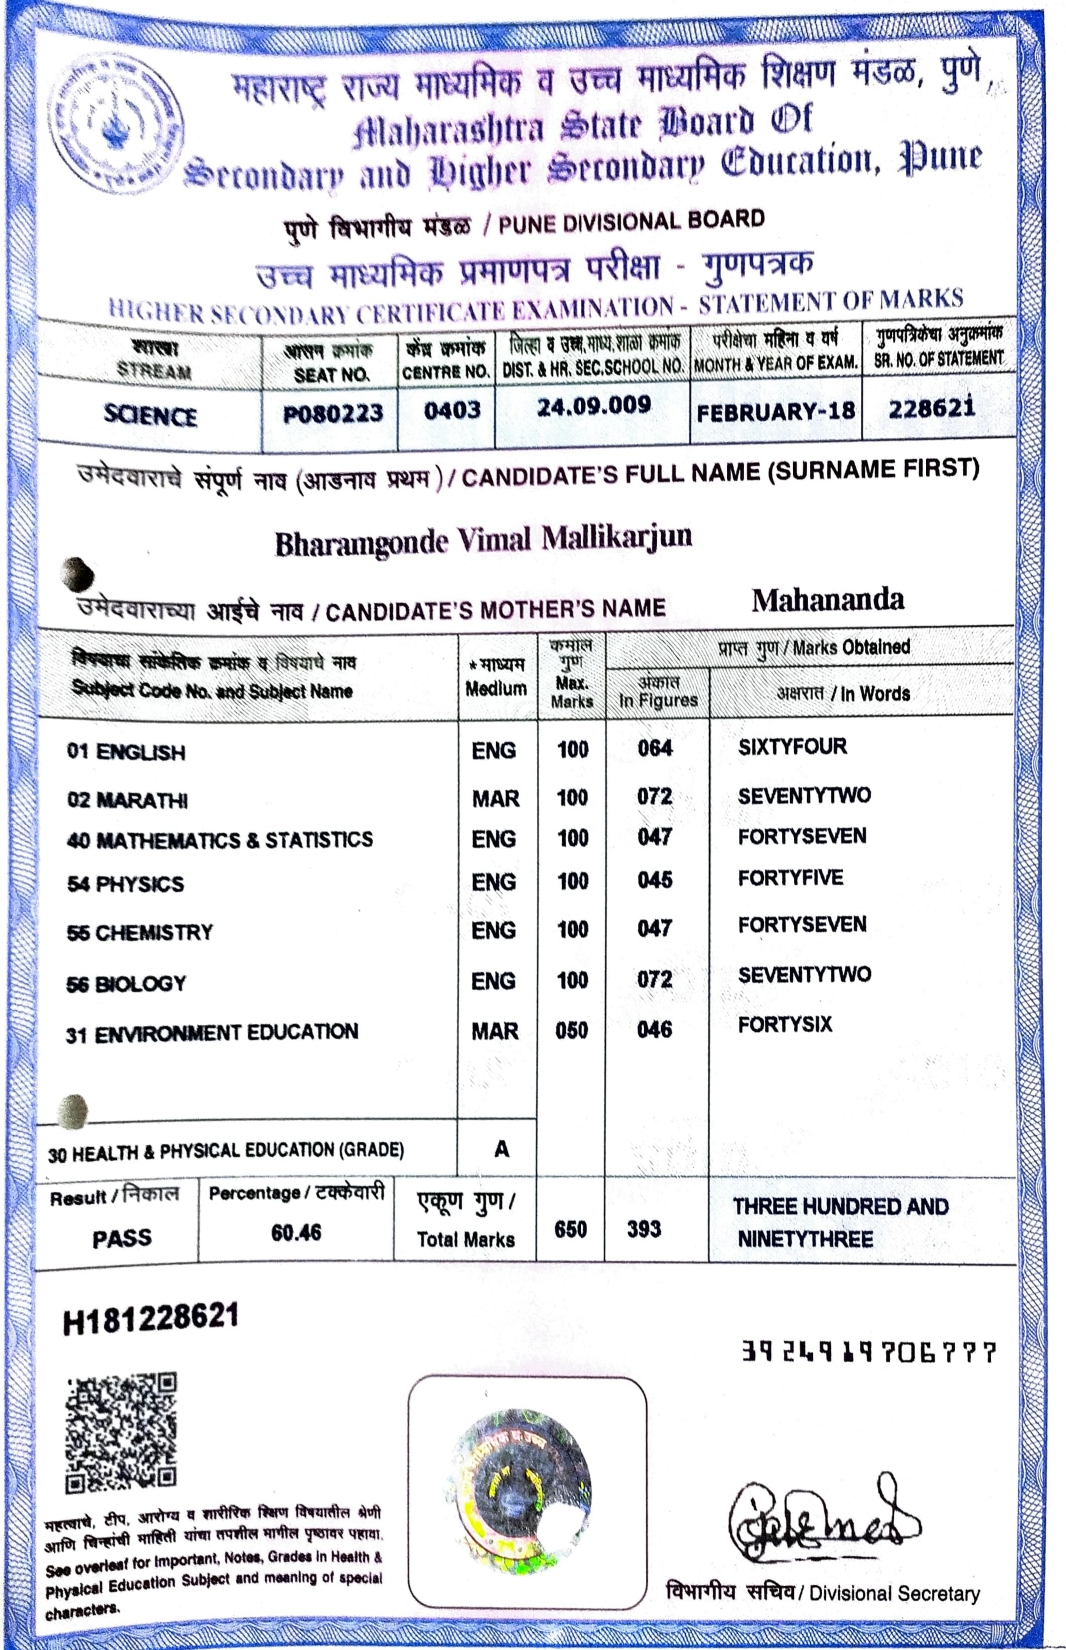 महाराष्ट्र राज्य माध्यमिक व उच्च माध्यमिक शिक्षण मंडळ, पुणे,
Maharashtra State Board Of
Secondary and Higher Secondary Education, Pune
पुणे विभागीय मंडळ / PUNE DIVISIONAL BOARD
उच्च माध्यमिक प्रमाणपत्र परीक्षा - गुणपत्रक
HIGHER SECONDARY CERTIFICATE EXAMINATION - STATEMENT OF MARKS
शाखा आसन क्रमांक केंद्र क्रमांक जिल्हा व उच्च.माध्य.शाळा क्रमांक परीक्षेचा महिना व वर्ष गुणपत्रिकेचा अनुक्रमांक
STREAM SEAT NO. CENTRE NO. DIST. & HR. SEC.SCHOOL NO. MONTH & YEAR OF EXAM. SR. NO. OF STATEMENT
SCIENCE P080223 0403 24.09.009 FEBRUARY-18 228621
उमेदवाराचे संपूर्ण नाव (आडनाव प्रथम) / CANDIDATE'S FULL NAME (SURNAME FIRST)
Bharamgonde Vimal Mallikarjun
उमेदवाराच्या आईचे नाव / CANDIDATE'S MOTHER'S NAME Mahananda
विषयाचा सांकेतिक क्रमांक व विषयाचे नाव
Subject Code No. and Subject Name
*माध्यम
Medium
कमाल
गुण
Max.
Marks
प्राप्त गुण / Marks Obtained
अंकात
In Figures
अक्षरात / In Words
01 ENGLISH ENG 100 064 SIXTYFOUR
02 MARATHI MAR 100 072 SEVENTYTWO
40 MATHEMATICS & STATISTICS ENG 100 047 FORTYSEVEN
54 PHYSICS ENG 100 045 FORTYFIVE
55 CHEMISTRY ENG 100 047 FORTYSEVEN
56 BIOLOGY ENG 100 072 SEVENTYTWO
31 ENVIRONMENT EDUCATION MAR 050 046 FORTYSIX
30 HEALTH & PHYSICAL EDUCATION (GRADE) A
Result / निकाल
PASS
Percentage / टक्केवारी
60.46
एकूण गुण /
Total Marks
650 393
THREE HUNDRED AND
NINETYTHREE
H181228621
3924919706777
महत्वाचे, टीप, आरोग्य व शारीरिक शिक्षण विषयातील श्रेणी
आणि चिन्हांची माहिती यांचा तपशील मागील पृष्ठावर पहावा.
See overleaf for Important, Notes, Grades in Health &
Physical Education Subject and meaning of special
characters.
विभागीय सचिव / Divisional Secretary